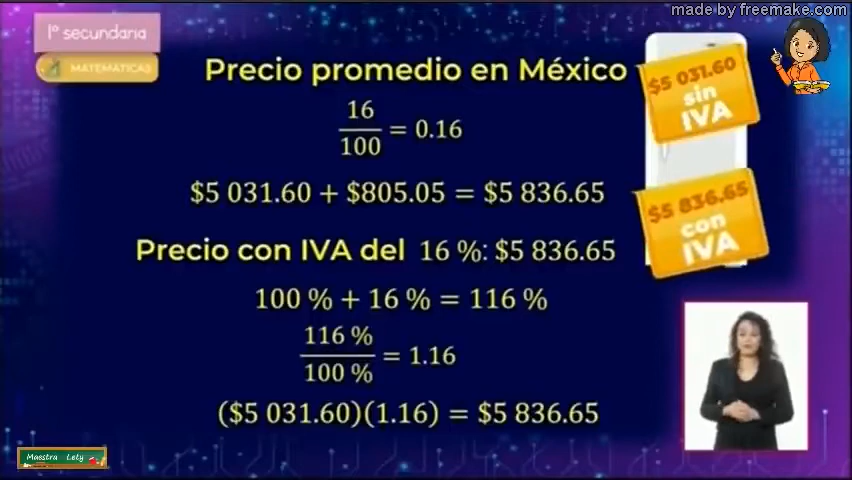 made by freemake.com
1° secundaria
MATEMÁTICAS
Precio promedio en México
16/100 = 0.16
$5 031.60 + $805.05 = $5 836.65
Precio con IVA del 16 %: $5 836.65
100 % + 16 % = 116 %
116 %/100 % = 1.16
($5 031.60)(1.16) = $5 836.65
$5 031.60
sin
IVA
$5 836.65
con
IVA
Maestra Lety